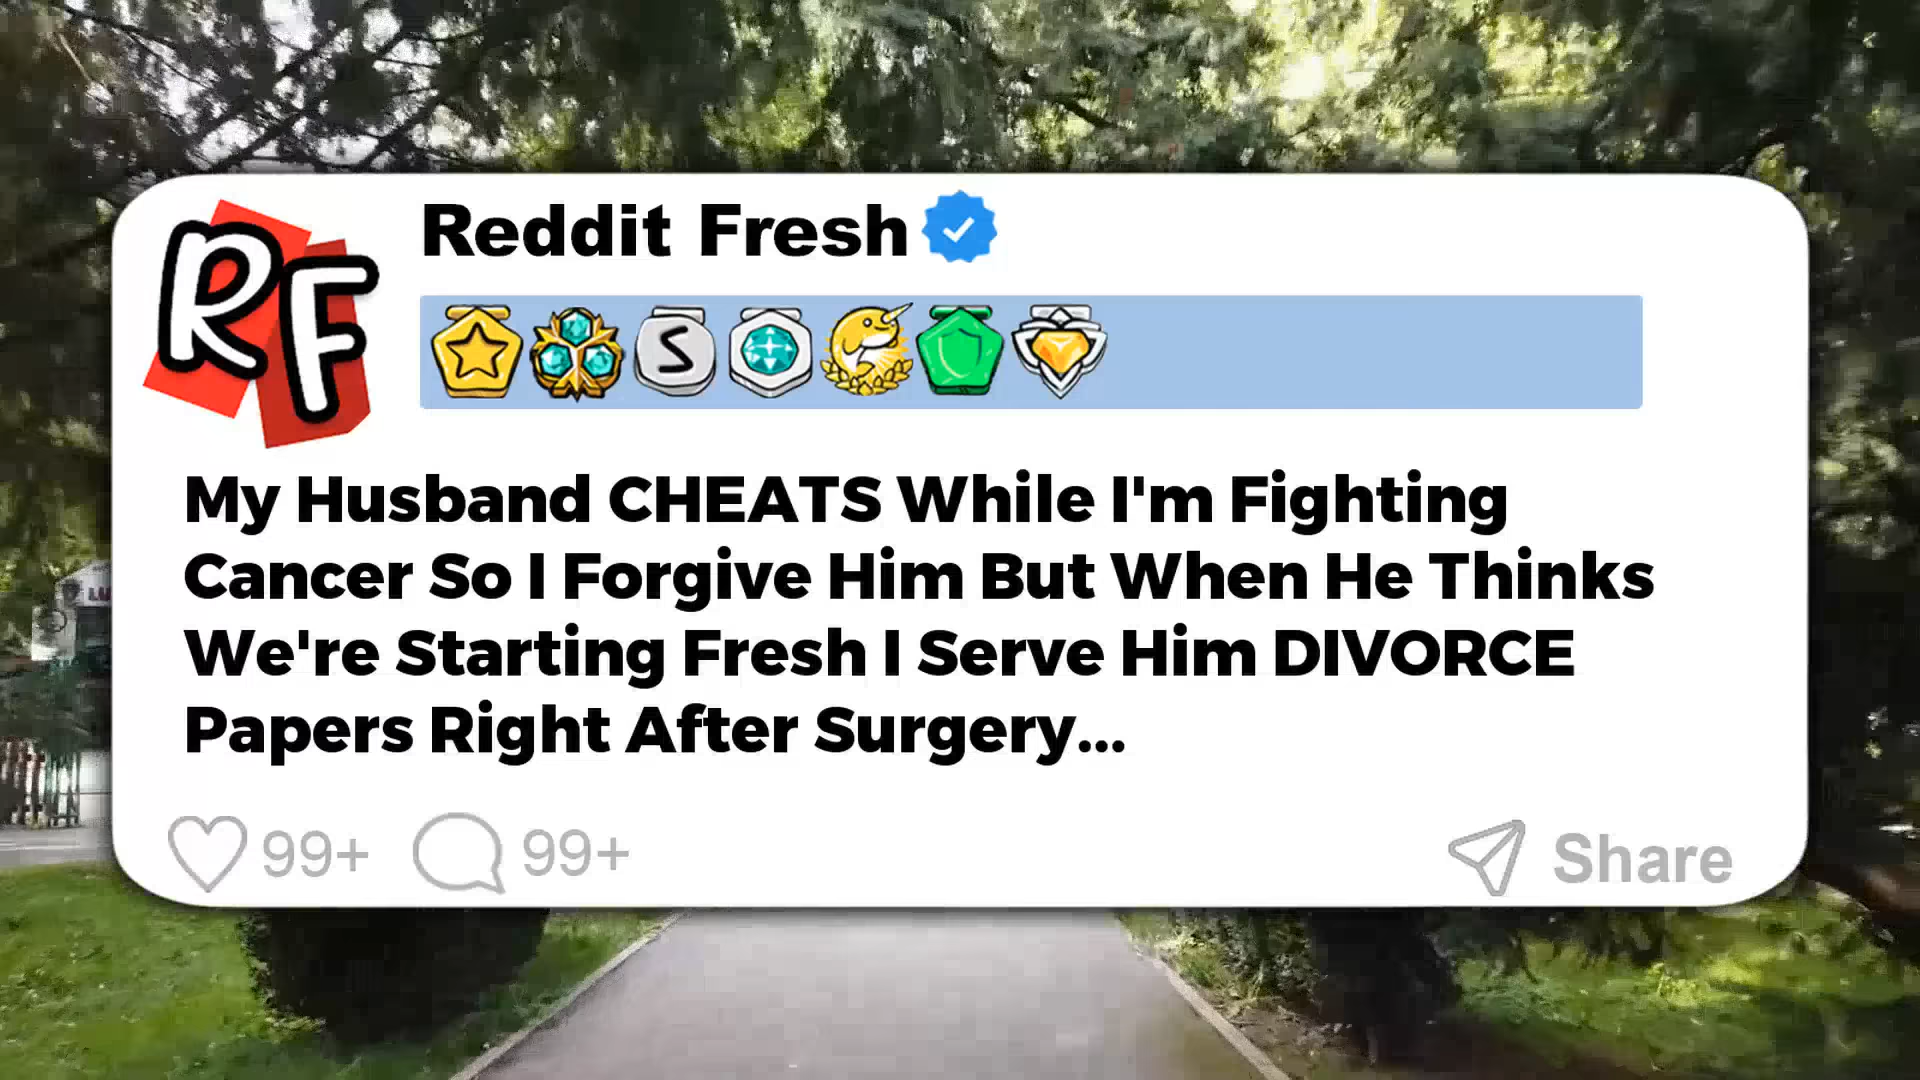 RF
Reddit Fresh
S
My Husband CHEATS While I'm Fighting
Cancer So I Forgive Him But When He Thinks
We're Starting Fresh I Serve Him DIVORCE
Papers Right After Surgery...
99+ 99+ Share
LU